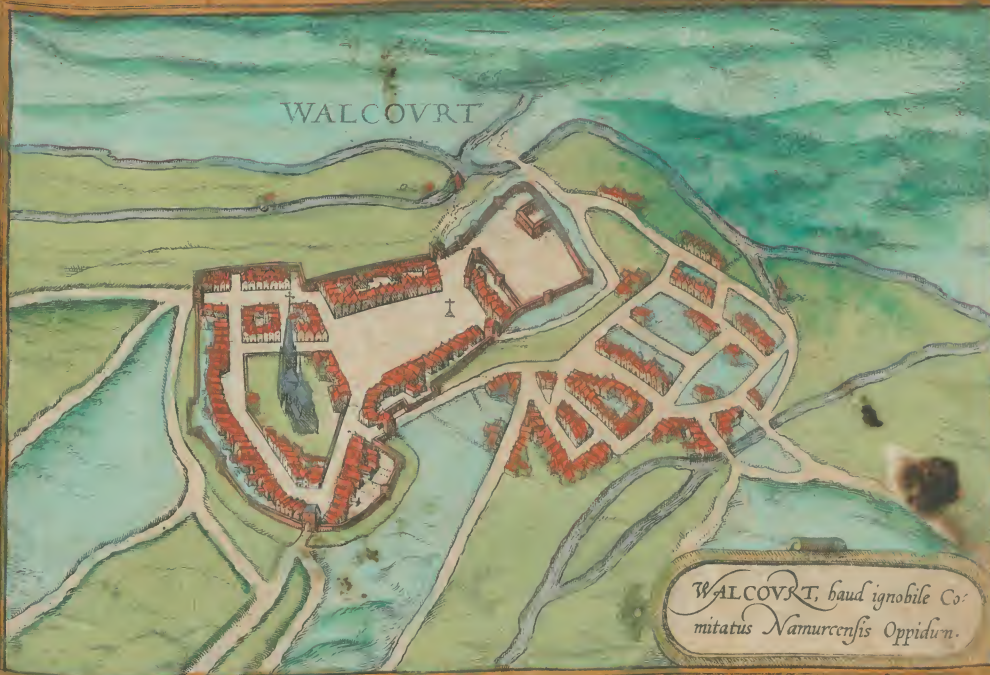 WALCOVRT
WALCOVRT, haud ignobile Co:
mitatus Namurcensis Oppidum.